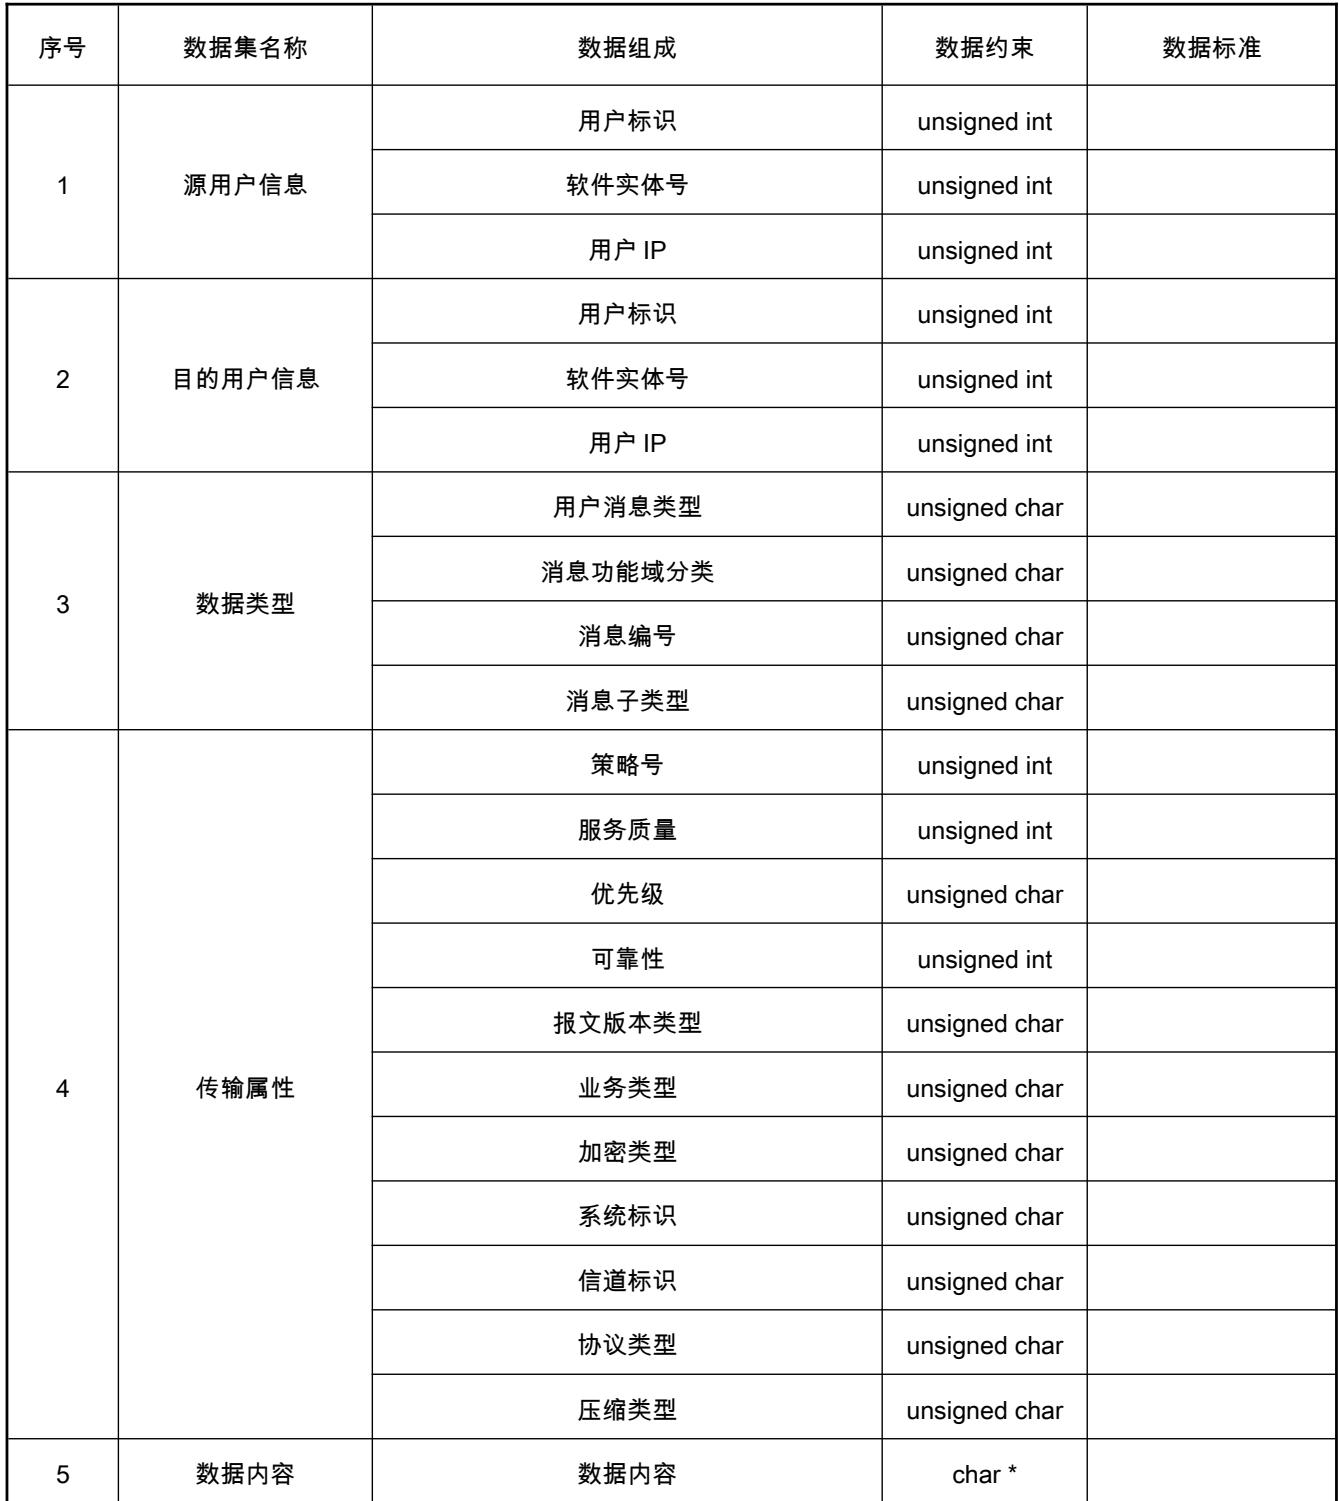 序号 数据集名称 数据组成 数据约束 数据标准
用户标识 unsigned int
1 源用户信息 软件实体号 unsigned int
用户 IP unsigned int
用户标识 unsigned int
2 目的用户信息 软件实体号 unsigned int
用户 IP unsigned int
用户消息类型 unsigned char
消息功能域分类 unsigned char
3 数据类型
消息编号 unsigned char
消息子类型 unsigned char
策略号 unsigned int
服务质量 unsigned int
优先级 unsigned char
可靠性 unsigned int
报文版本类型 unsigned char
4 传输属性 业务类型 unsigned char
加密类型 unsigned char
系统标识 unsigned char
信道标识 unsigned char
协议类型 unsigned char
压缩类型 unsigned char
5 数据内容 数据内容 char *